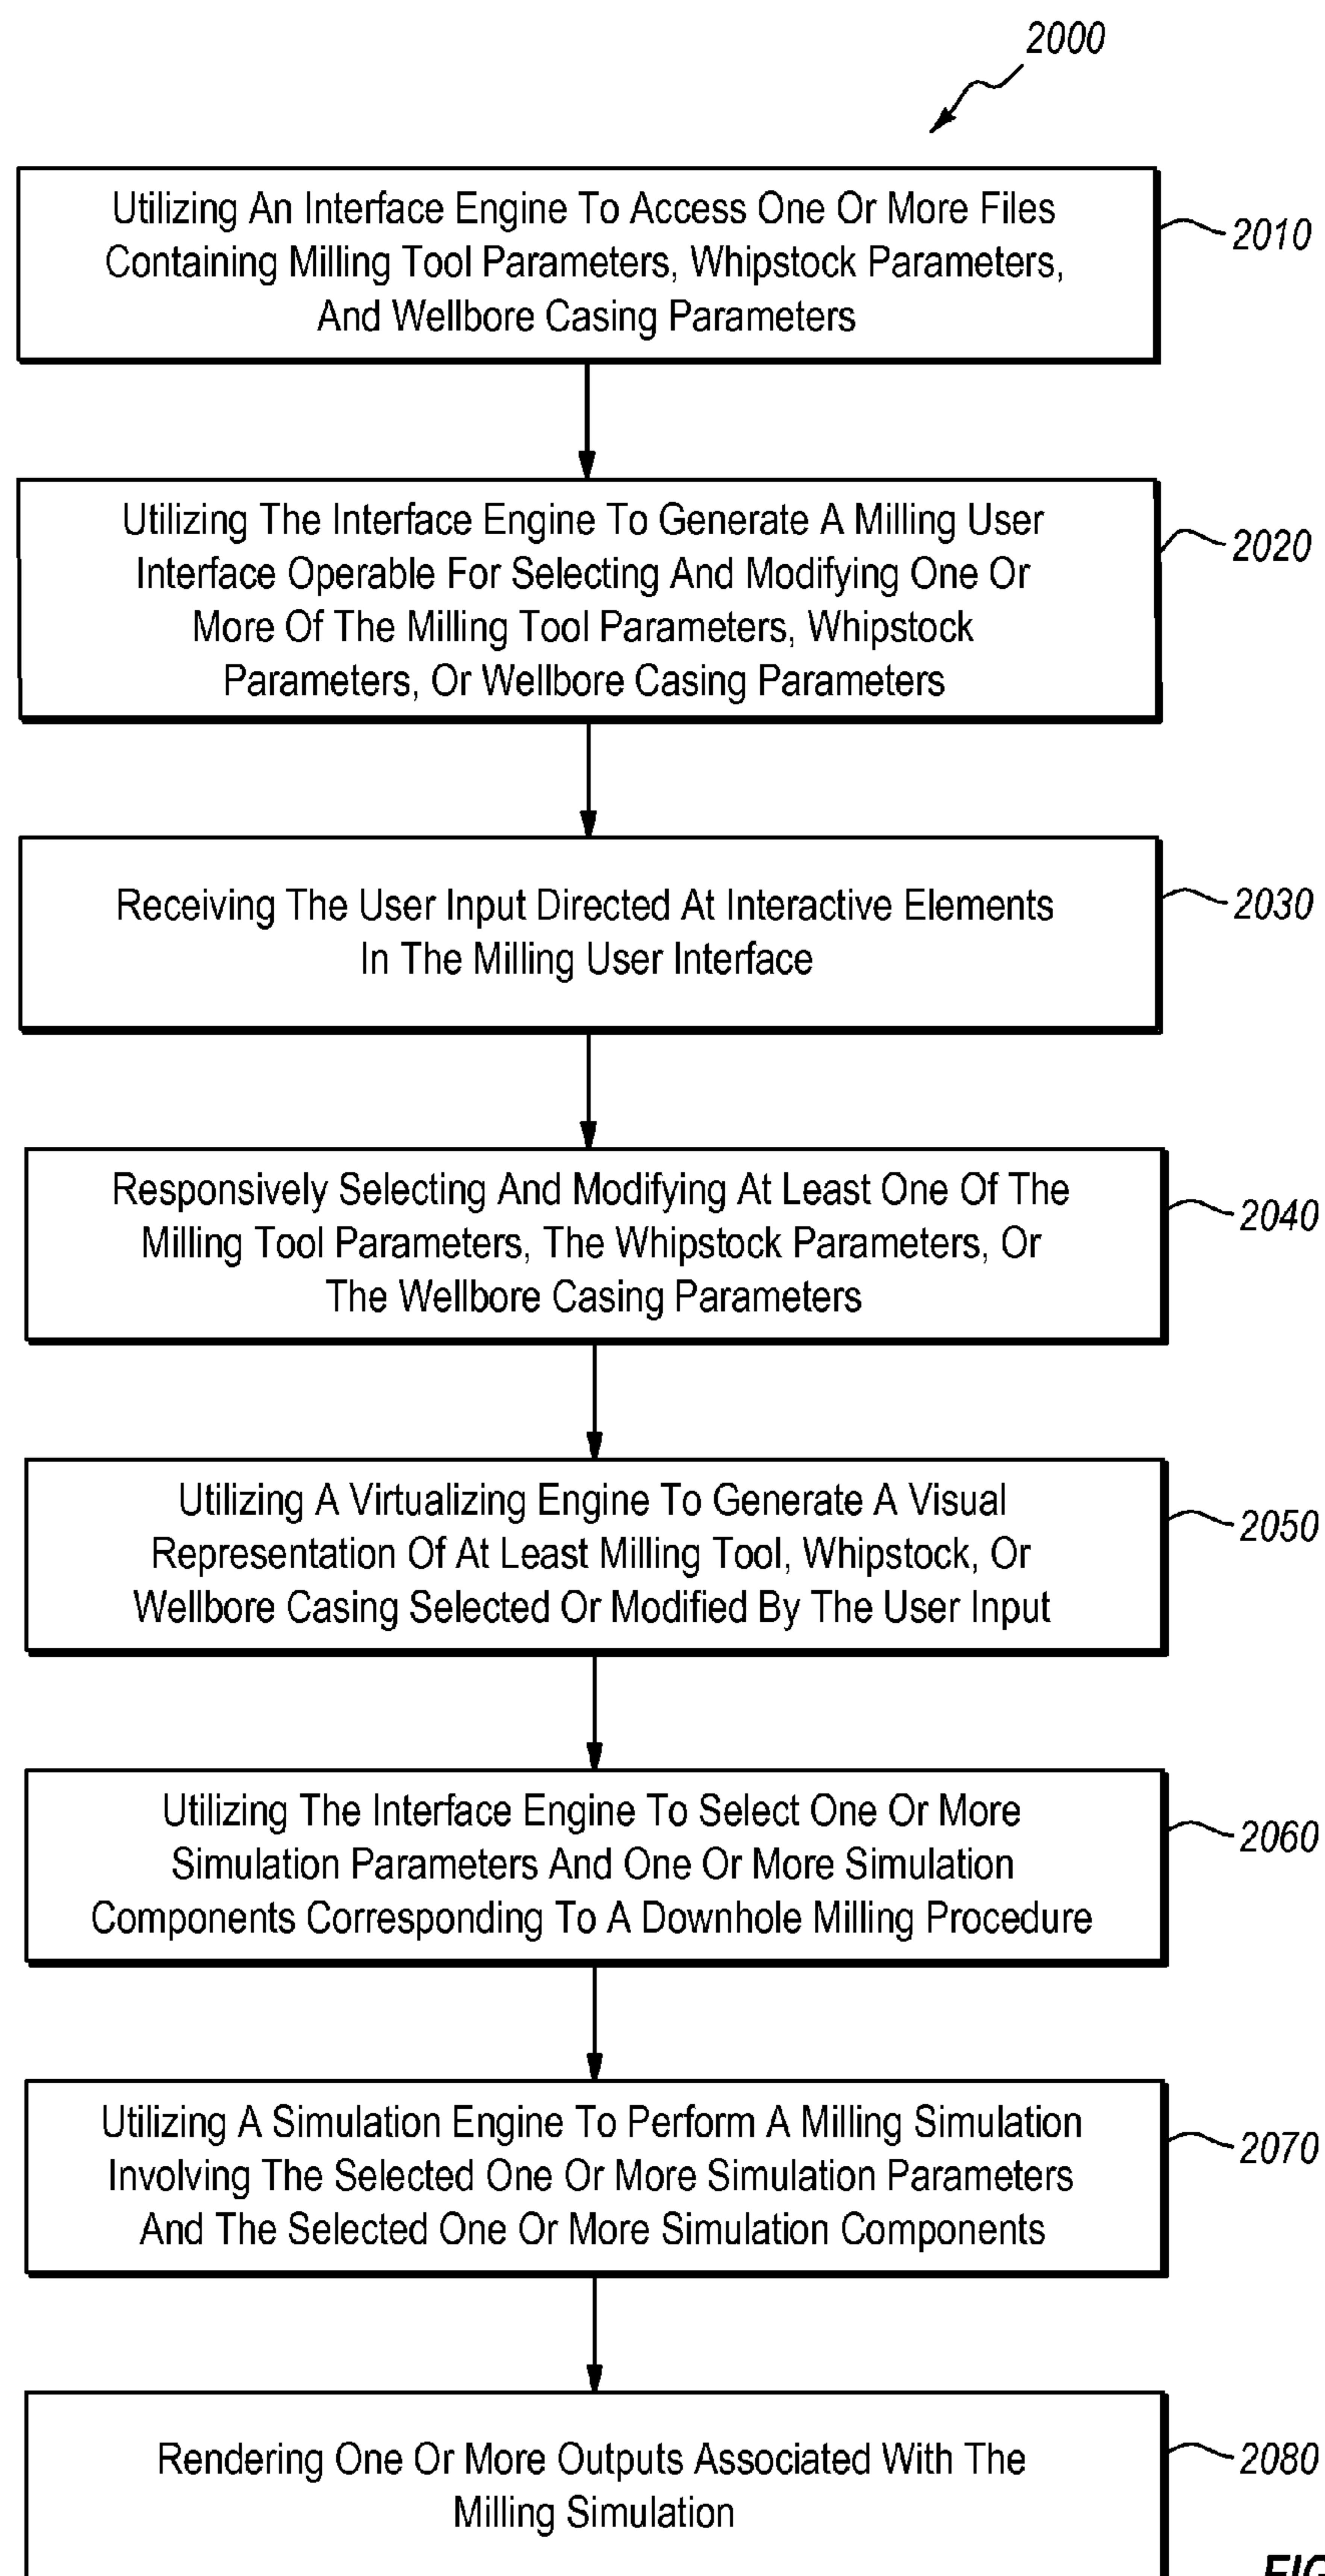 2000
Utilizing An Interface Engine To Access One Or More Files
Containing Milling Tool Parameters, Whipstock Parameters,
And Wellbore Casing Parameters
2010
Utilizing The Interface Engine To Generate A Milling User
Interface Operable For Selecting And Modifying One Or
More Of The Milling Tool Parameters, Whipstock
Parameters, Or Wellbore Casing Parameters
2020
Receiving The User Input Directed At Interactive Elements
In The Milling User Interface
2030
Responsively Selecting And Modifying At Least One Of The
Milling Tool Parameters, The Whipstock Parameters, Or
The Wellbore Casing Parameters
2040
Utilizing A Virtualizing Engine To Generate A Visual
Representation Of At Least Milling Tool, Whipstock, Or
Wellbore Casing Selected Or Modified By The User Input
2050
Utilizing The Interface Engine To Select One Or More
Simulation Parameters And One Or More Simulation
Components Corresponding To A Downhole Milling Procedure
2060
Utilizing A Simulation Engine To Perform A Milling Simulation
Involving The Selected One Or More Simulation Parameters
And The Selected One Or More Simulation Components
2070
Rendering One Or More Outputs Associated With The
Milling Simulation
2080